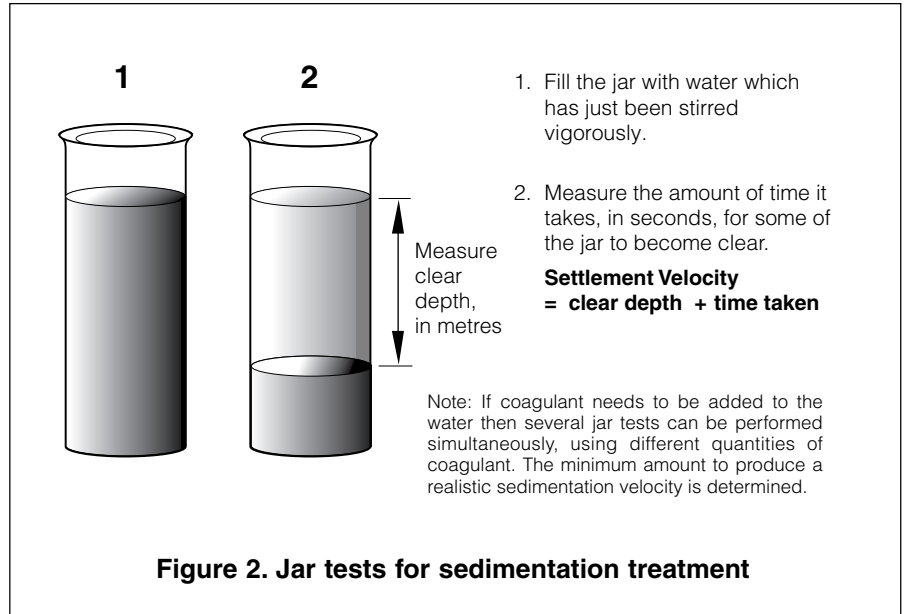 1
2
1. Fill the jar with water which
has just been stirred
vigorously.
2. Measure the amount of time it
takes, in seconds, for some of
the jar to become clear.
Settlement Velocity
= clear depth + time taken
Measure
clear
depth,
in metres
Note: If coagulant needs to be added to the
water then several jar tests can be performed
simultaneously, using different quantities of
coagulant. The minimum amount to produce a
realistic sedimentation velocity is determined.
Figure 2. Jar tests for sedimentation treatment